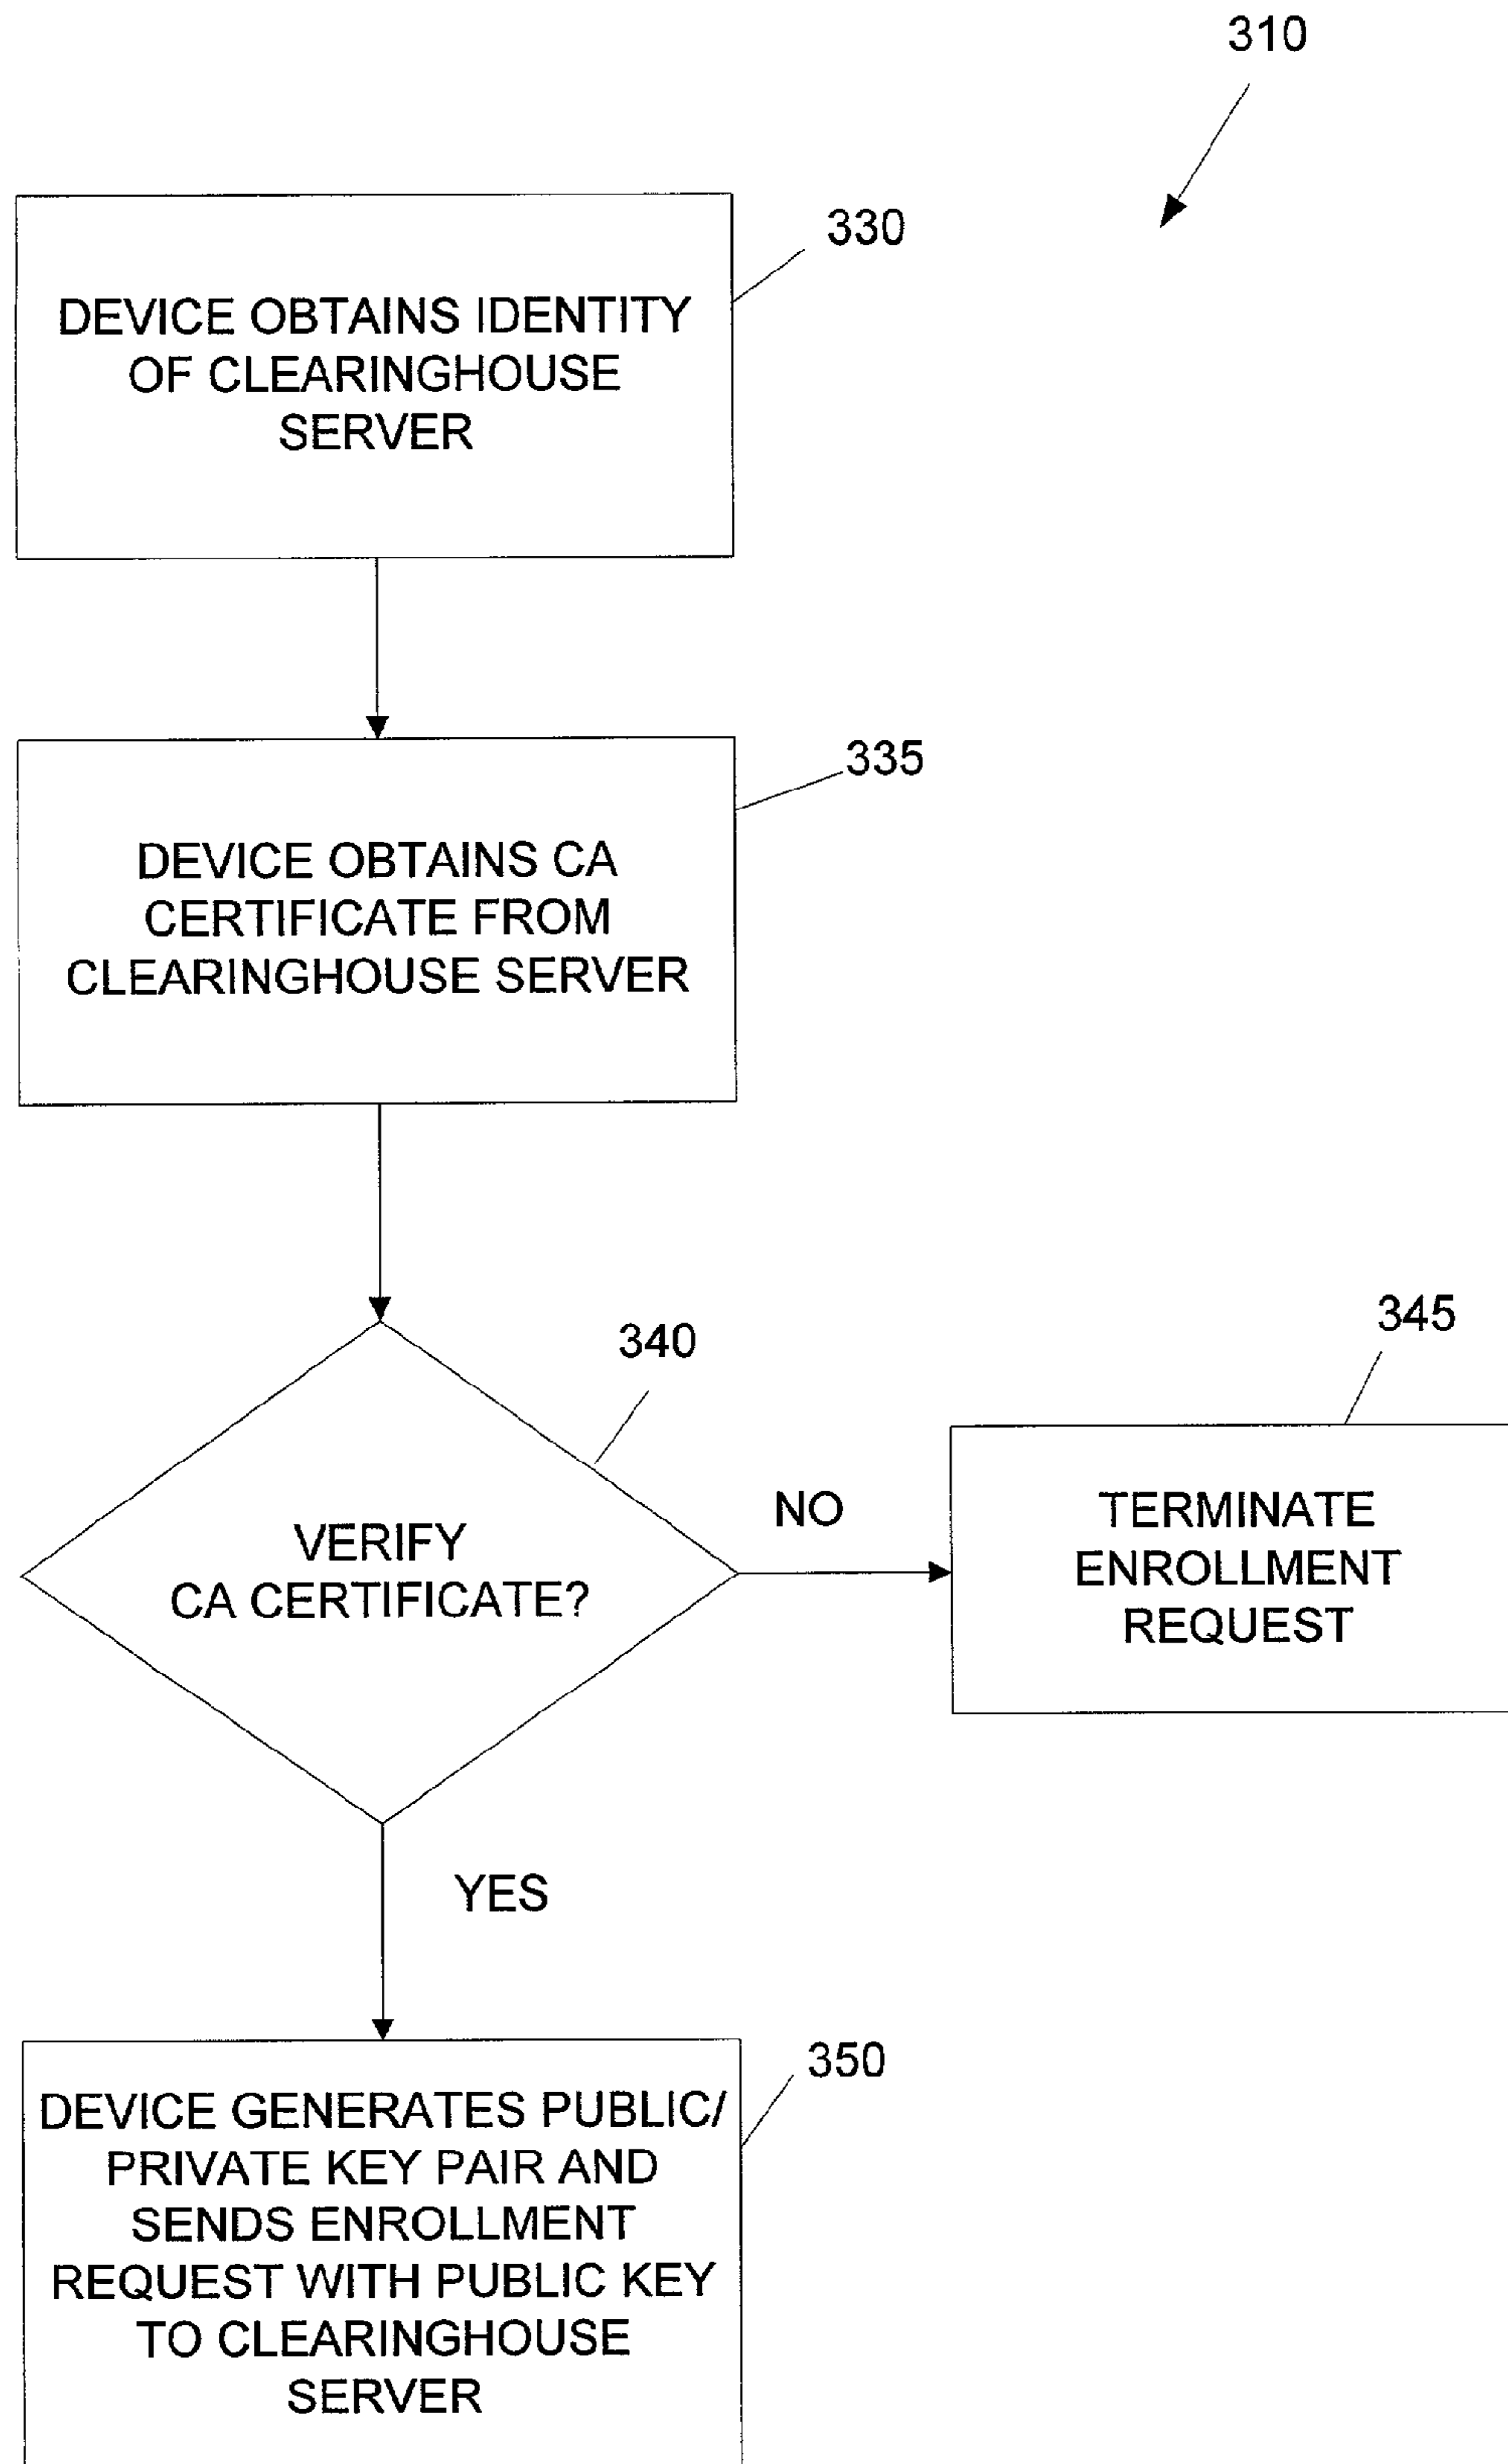 310
330
DEVICE OBTAINS IDENTITY
OF CLEARINGHOUSE
SERVER
335
DEVICE OBTAINS CA
CERTIFICATE FROM
CLEARINGHOUSE SERVER
340
345
VERIFY
CA CERTIFICATE?
NO
TERMINATE
ENROLLMENT
REQUEST
YES
350
DEVICE GENERATES PUBLIC/
PRIVATE KEY PAIR AND
SENDS ENROLLMENT
REQUEST WITH PUBLIC KEY
TO CLEARINGHOUSE
SERVER